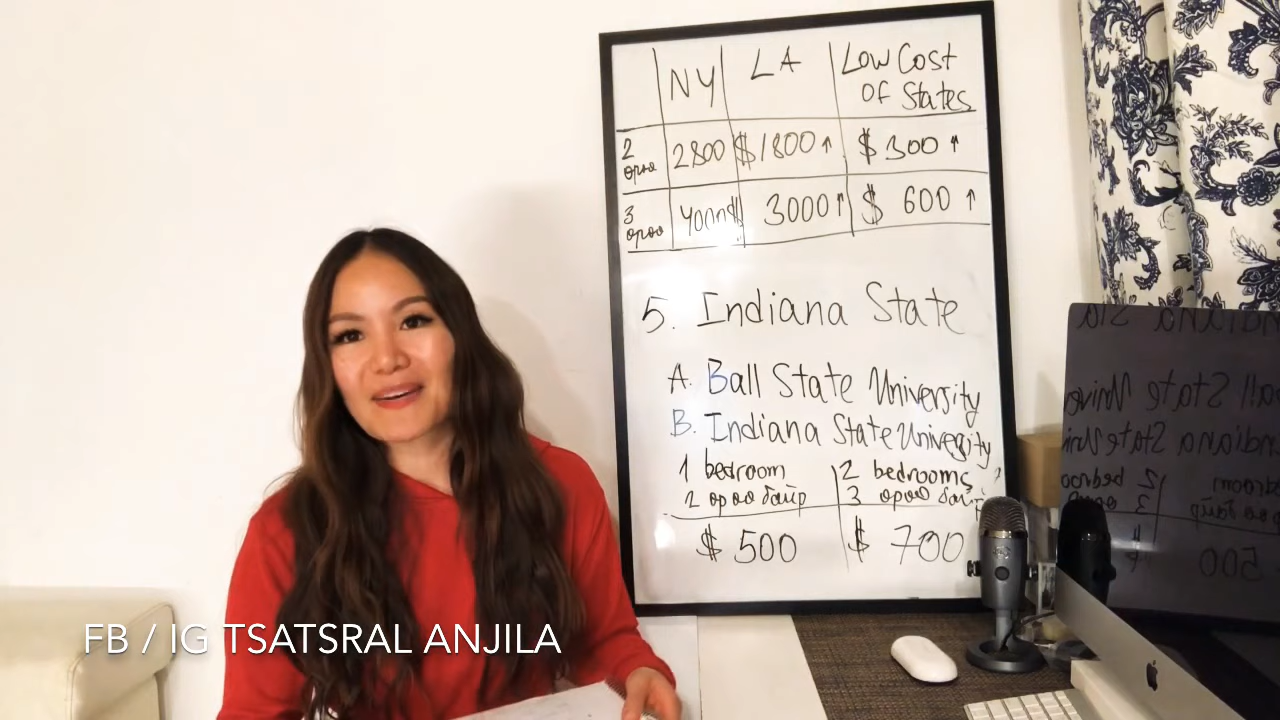 NY LA Low Cost
OF States
2 өрөө 2800 $1800↑ $300↑
3 өрөө 3000↑ $ 600 ↑
5. Indiana State
A. Ball State University
B. Indiana State University
1 bedroom 2 bedrooms
2 өрөө байр 3 өрөө байр
$ 500 $ 700
FB / IG TSATSRAL ANJILA